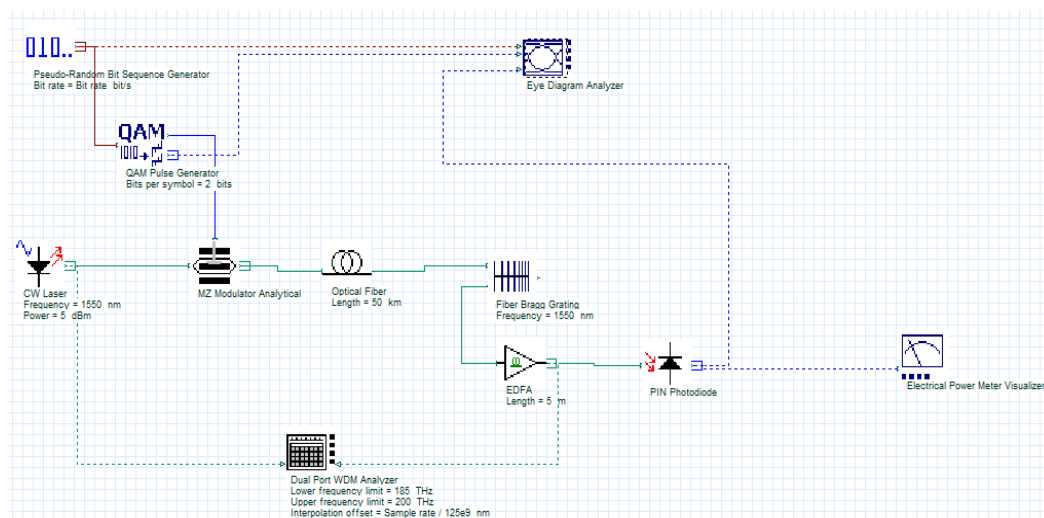 010..
Pseudo-Random Bit Sequence Generator
Bit rate = Bit rate bit/s
Eye Diagram Analyzer
QAM
1010
QAM Pulse Generator
Bits per symbol = 2 bits
CW Laser
Frequency = 1550 nm
Power = 5 dBm
MZ Modulator Analytical
Optical Fiber
Length = 50 km
Fiber Bragg Grating
Frequency = 1550 nm
EDFA
Length = 5 m
PIN Photodiode
Electrical Power Meter Visualizer
Dual Port WDM Analyzer
Lower frequency limit = 185 THz
Upper frequency limit = 200 THz
Interpolation offset = Sample rate / 125e9 nm